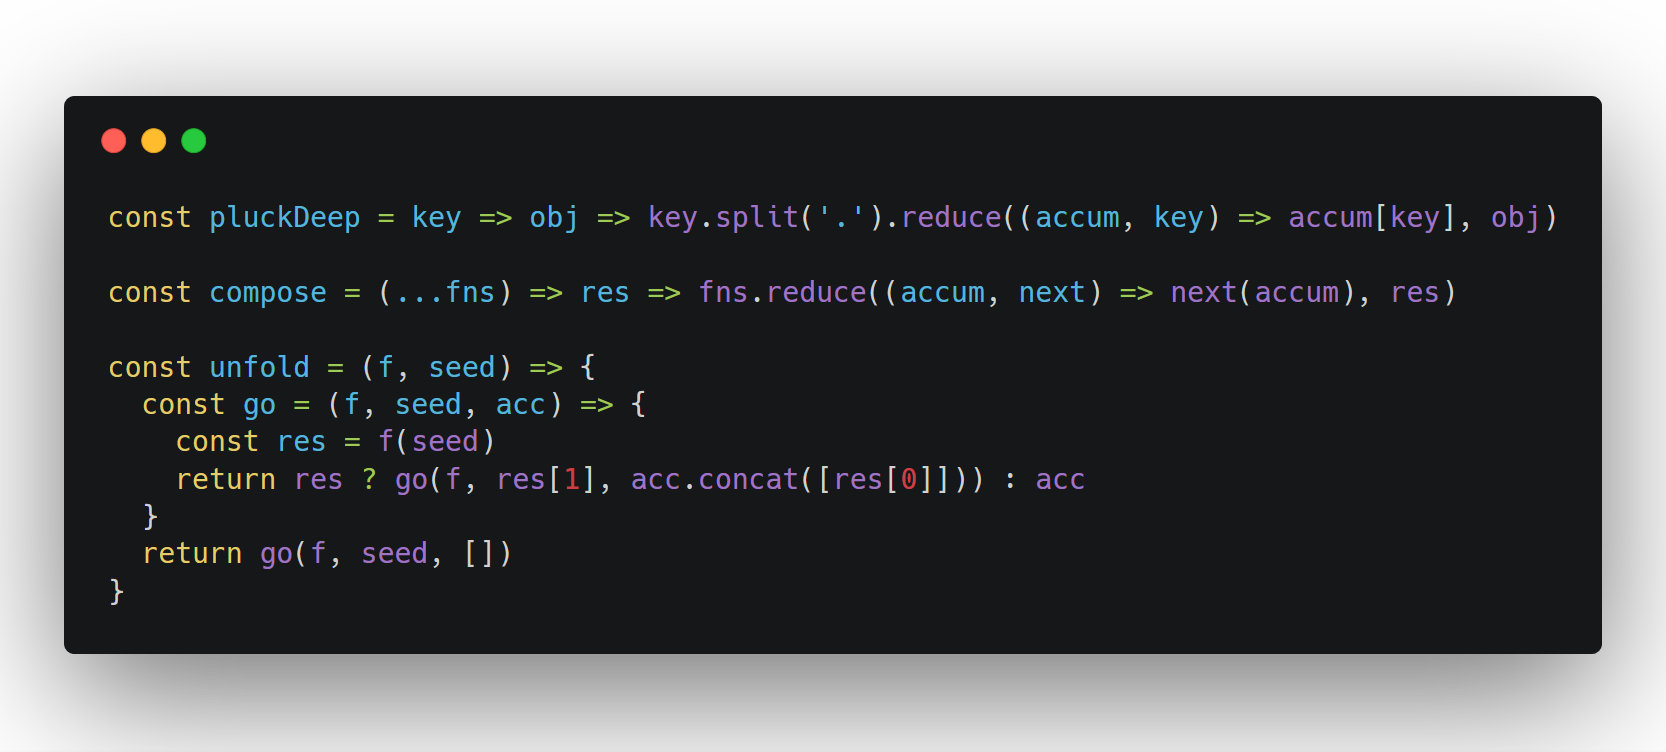 const pluckDeep = key => obj => key.split('.').reduce((accum, key) => accum[key], obj)
const compose = (...fns) => res => fns.reduce((accum, next) => next(accum), res)
const unfold = (f, seed) => {
  const go = (f, seed, acc) => {
    const res = f(seed)
    return res ? go(f, res[1], acc.concat([res[0]])) : acc
  }
  return go(f, seed, [])
}